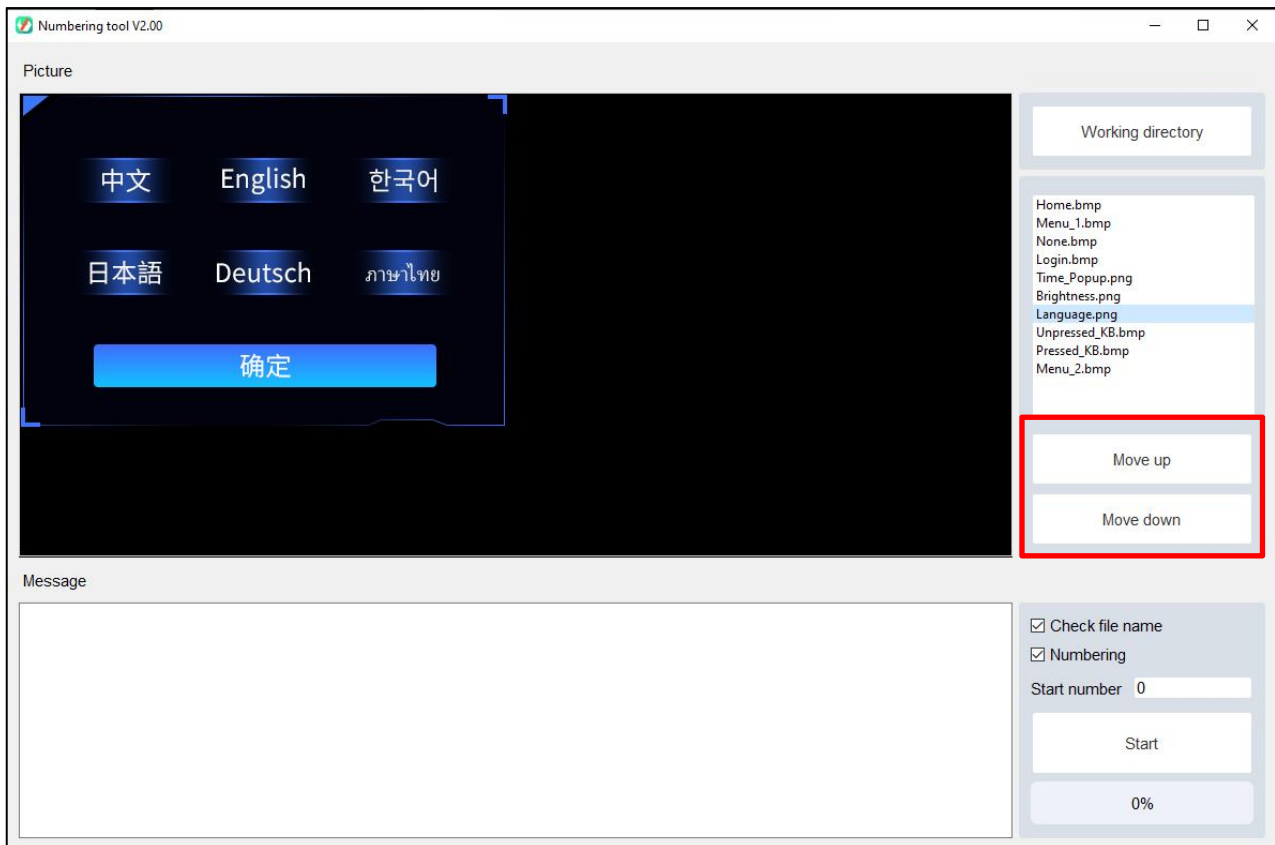 Numbering tool V2.00
Picture
中文 English 한국어
日本語 Deutsch ภาษาไทย
确定
Working directory
Home.bmp
Menu_1.bmp
None.bmp
Login.bmp
Time_Popup.png
Brightness.png
Language.png
Unpressed_KB.bmp
Pressed_KB.bmp
Menu_2.bmp
Move up
Move down
Message
Check file name
Numbering
Start number 0
Start
0%